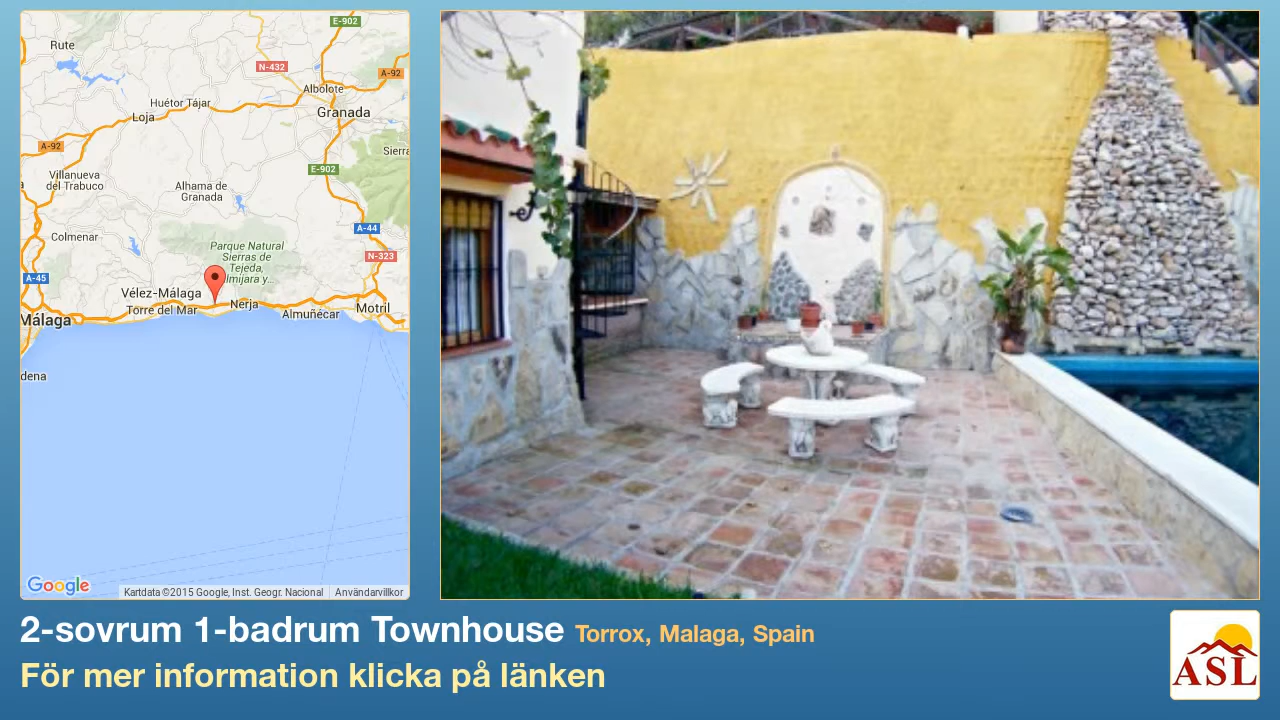 E-902
Rute
N-432
A-92
Albolote
Huétor Tájar
Loja
Granada
A-92
Sierra
E-902
Villanueva
del Trabuco
Alhama de
Granada
A-44
Colmenar
N-323
Parque Natural
Sierras de
Tejeda,
lmijara y...
A-45
Vélez-Málaga
Nerja
Torre del Mar
Motril
Almuñécar
Málaga
dena
Google
Kartdata ©2015 Google, Inst. Geogr. Nacional
Användarvillkor
2-sovrum 1-badrum Townhouse Torrox, Malaga, Spain
För mer information klicka på länken
ASL